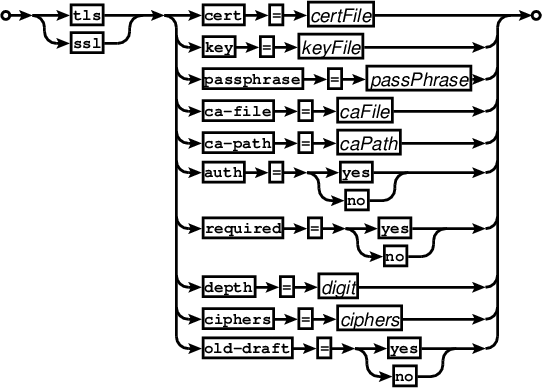 tls cert = certFile
ssl key = keyFile
passphrase = passPhrase
ca-file = caFile
ca-path = caPath
auth = yes
no
required = yes
no
depth = digit
ciphers = ciphers
old-draft = yes
no